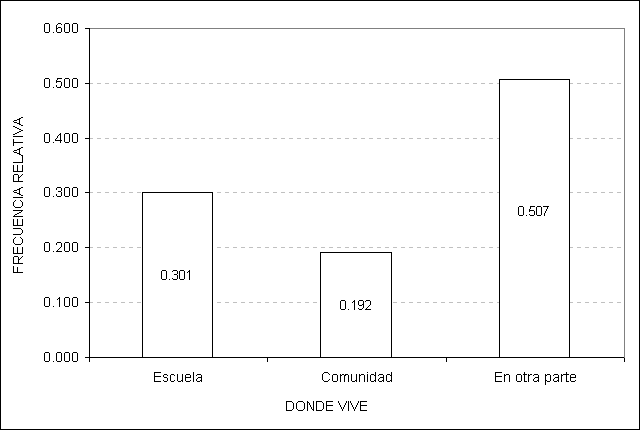 0.600
0.500
0.400
0.300
0.200
0.100
0.000
FRECUENCIA RELATIVA
0.301
0.192
0.507
Escuela
Comunidad
En otra parte
DONDE VIVE